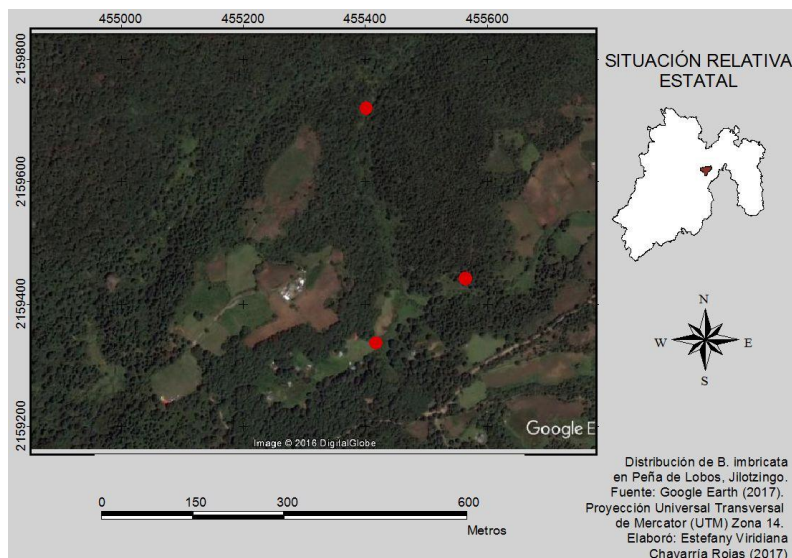 455000 455200 455400 455600
2159800
2159600
2159400
2159200
Image © 2016 DigitalGlobe
Google E
SITUACIÓN RELATIVA
ESTATAL
N
W E
S
0 150 300 600
Metros
Distribución de B. imbricata
en Peña de Lobos, Jilotzingo.
Fuente: Google Earth (2017).
Proyección Universal Transversal
de Mercator (UTM) Zona 14.
Elaboró: Estefany Viridiana
Chavarría Rojas (2017)